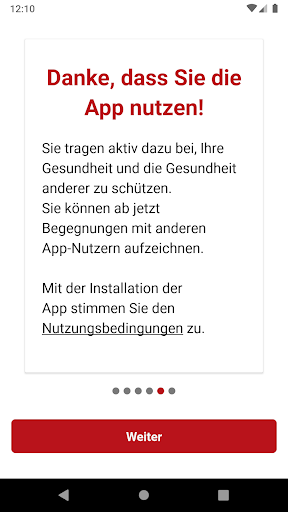 12:10
Danke, dass Sie die
App nutzen!
Sie tragen aktiv dazu bei, Ihre
Gesundheit und die Gesundheit
anderer zu schützen.
Sie können ab jetzt
Begegnungen mit anderen
App-Nutzern aufzeichnen.
Mit der Installation der
App stimmen Sie den
Nutzungsbedingungen zu.
Weiter